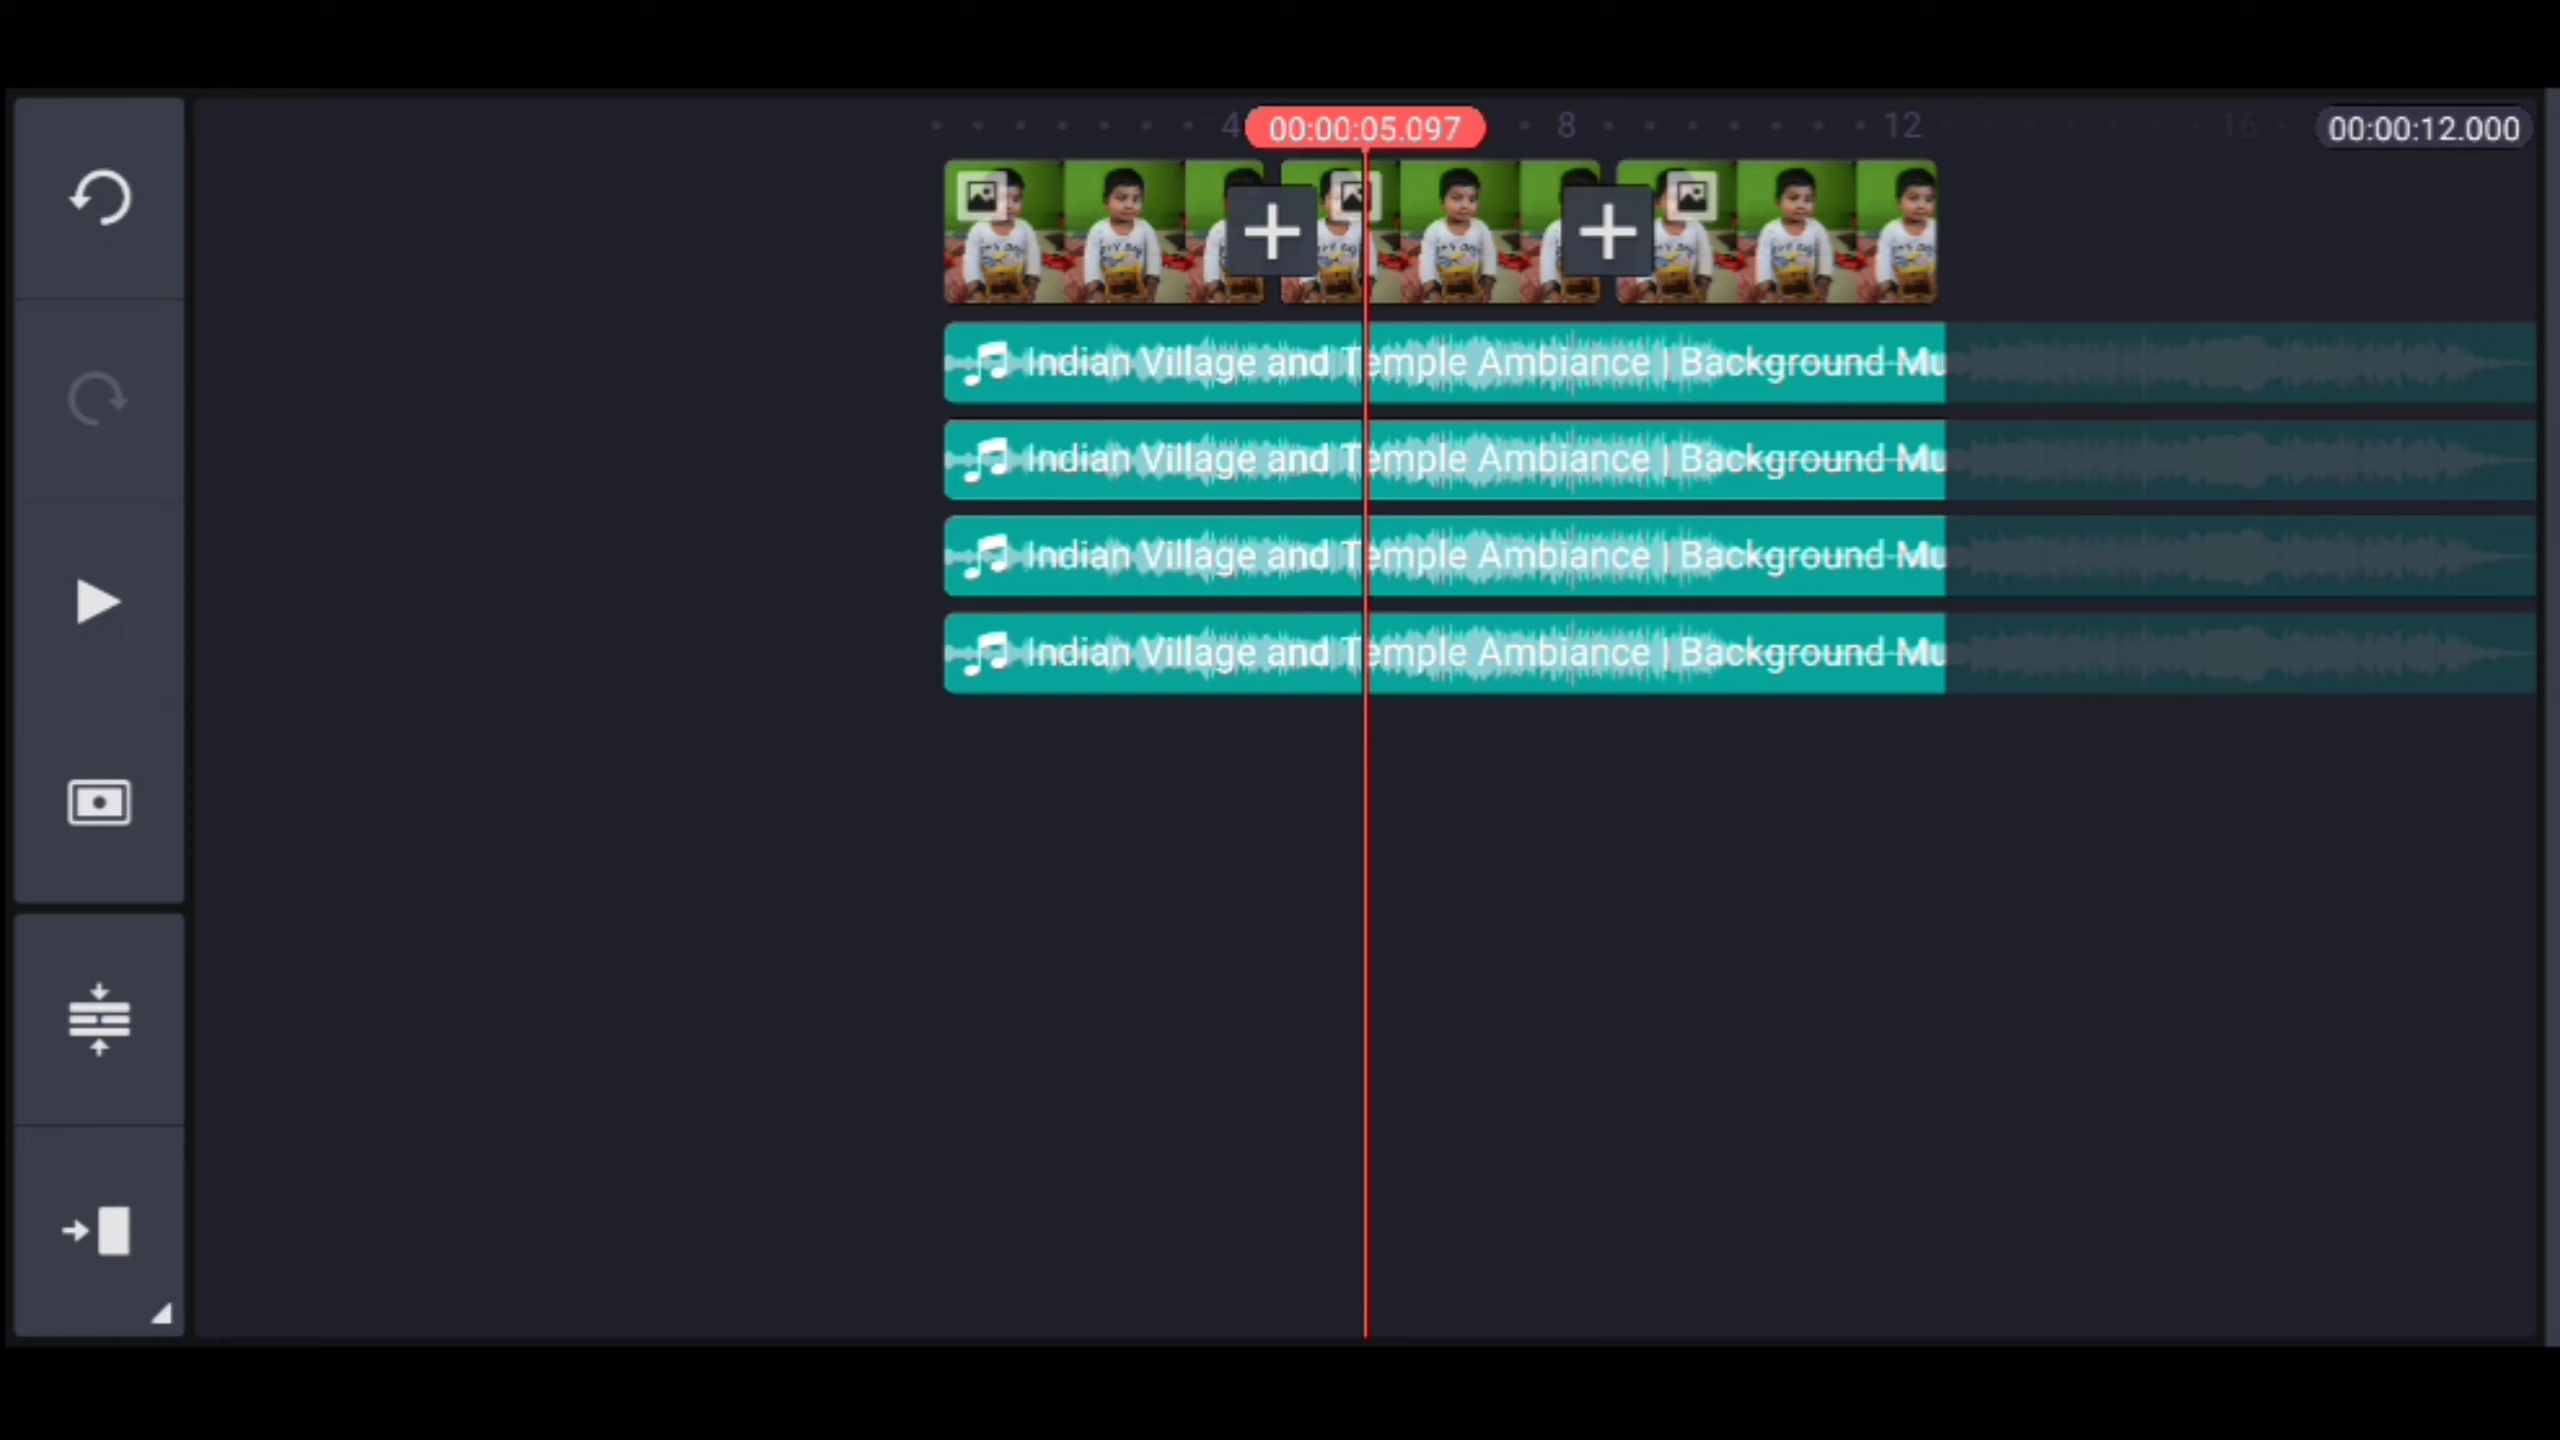 4 00:00:05.097 8 12 16 00:00:12.000
Indian Village and Temple Ambiance | Background Mu
Indian Village and Temple Ambiance | Background Mu
Indian Village and Temple Ambiance | Background Mu
Indian Village and Temple Ambiance | Background Mu